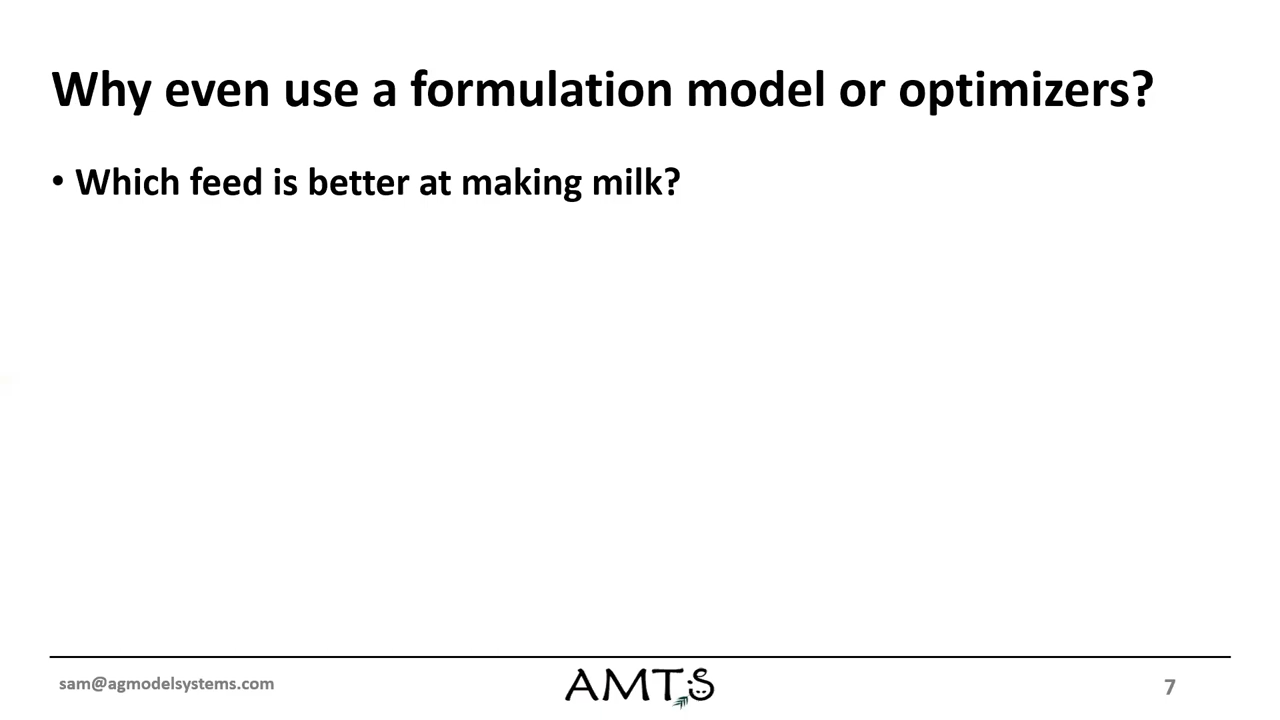 Why even use a formulation model or optimizers?
• Which feed is better at making milk?
sam@agmodelsystems.com
AMTS
7